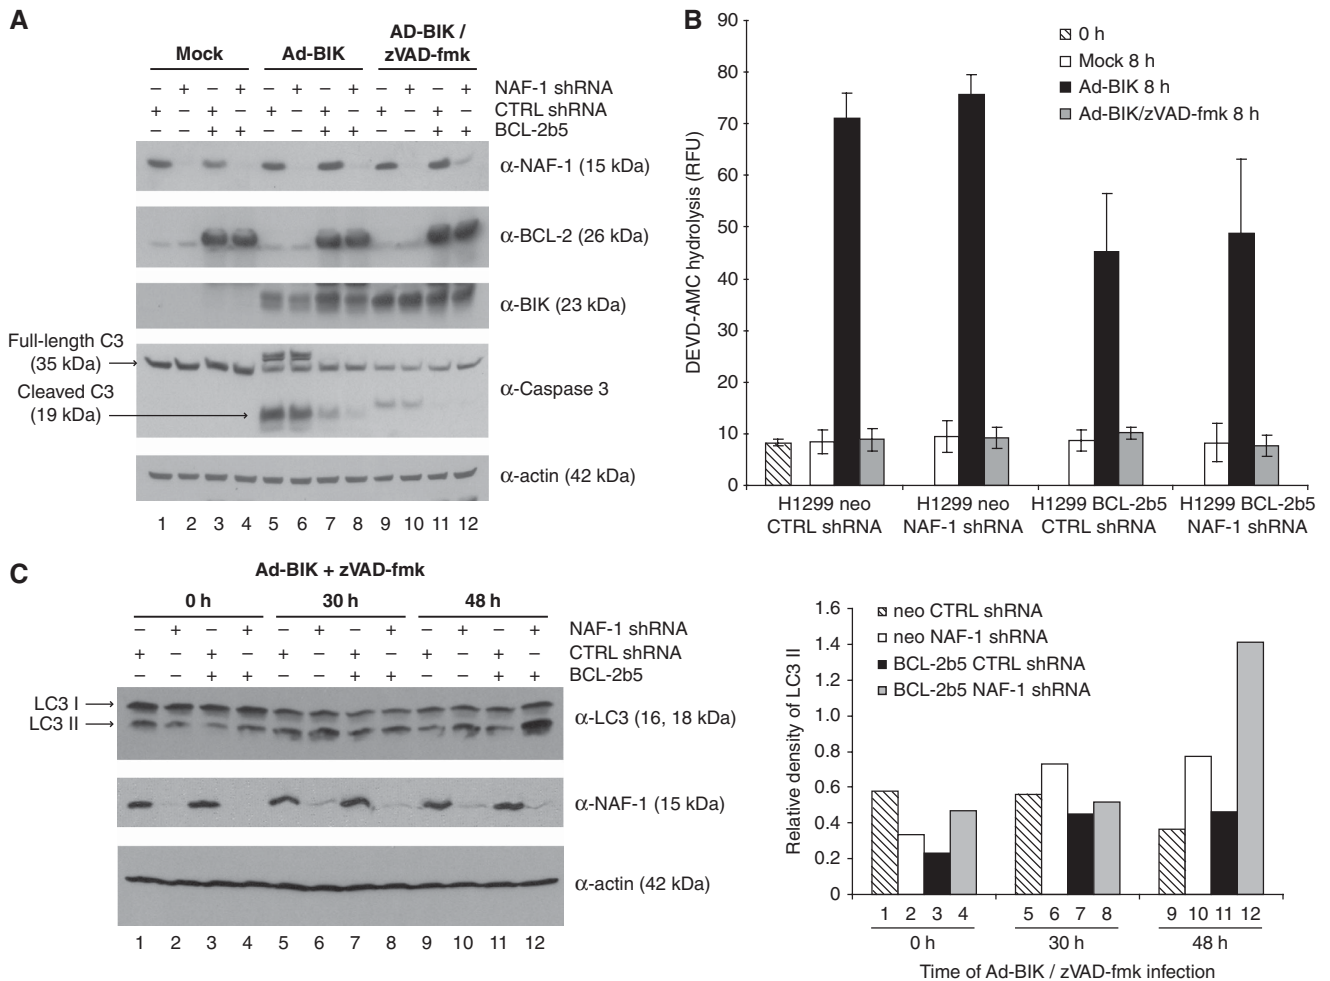 A
Mock
Ad-BIK
AD-BIK /
zVAD-fmk
– + – + – + – + – + – + NAF-1 shRNA
+ – + – + – + – + – + – CTRL shRNA
– – + + – – + + – – + + BCL-2b5
α-NAF-1 (15 kDa)
α-BCL-2 (26 kDa)
α-BIK (23 kDa)
Full-length C3
(35 kDa)
Cleaved C3
(19 kDa)
α-Caspase 3
α-actin (42 kDa)
1 2 3 4 5 6 7 8 9 10 11 12
B
DEVD-AMC hydrolysis (RFU)
90
80
70
60
50
40
30
20
10
0
0 h
Mock 8 h
Ad-BIK 8 h
Ad-BIK/zVAD-fmk 8 h
H1299 neo
CTRL shRNA
H1299 neo
NAF-1 shRNA
H1299 BCL-2b5
CTRL shRNA
H1299 BCL-2b5
NAF-1 shRNA
C
Ad-BIK + zVAD-fmk
0 h 30 h 48 h
– + – + – + – + – + – + NAF-1 shRNA
+ – + – + – + – + – + – CTRL shRNA
– – + + – – + + – – + + BCL-2b5
LC3 I
LC3 II
α-LC3 (16, 18 kDa)
α-NAF-1 (15 kDa)
α-actin (42 kDa)
1 2 3 4 5 6 7 8 9 10 11 12
Relative density of LC3 II
1.6
1.4
1.2
1.0
0.8
0.6
0.4
0.2
0
neo CTRL shRNA
neo NAF-1 shRNA
BCL-2b5 CTRL shRNA
BCL-2b5 NAF-1 shRNA
1 2 3 4 5 6 7 8 9 10 11 12
0 h 30 h 48 h
Time of Ad-BIK / zVAD-fmk infection